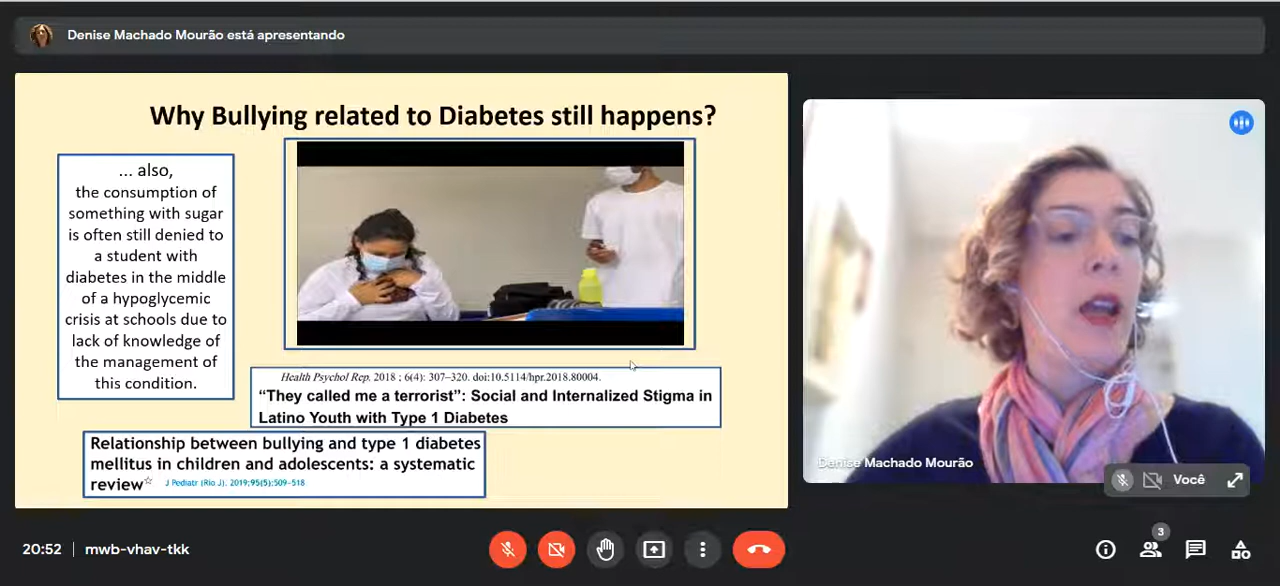 Denise Machado Mourão está apresentando
Why Bullying related to Diabetes still happens?
... also,
the consumption of
something with sugar
is often still denied to
a student with
diabetes in the middle
of a hypoglycemic
crisis at schools due to
lack of knowledge of
the management of
this condition.
Health Psychol Rep. 2018 ; 6(4): 307–320. doi:10.5114/hpr.2018.80004.
“They called me a terrorist”: Social and Internalized Stigma in
Latino Youth with Type 1 Diabetes
Relationship between bullying and type 1 diabetes
mellitus in children and adolescents: a systematic
review☆ J Pediatr (Rio J). 2019;95(5):509-518
Denise Machado Mourão
Você
20:52 | mwb-vhav-tkk
3